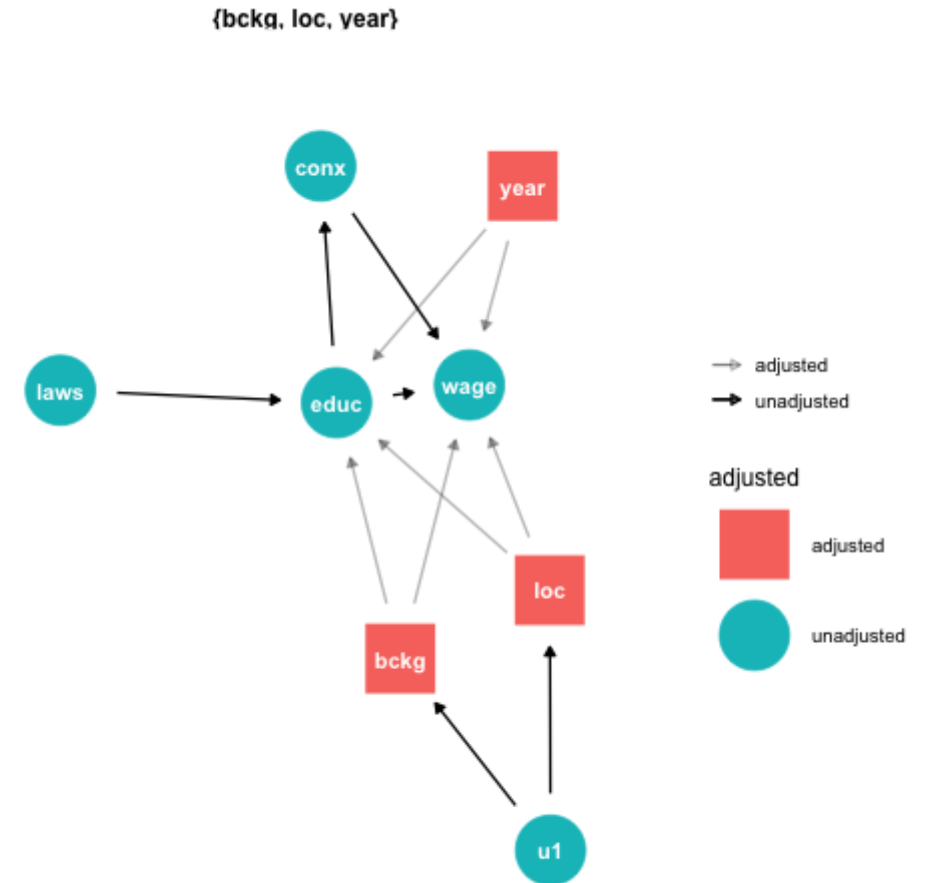 {bckg, loc, year}
conx
year
laws
educ
wage
adjusted
unadjusted
adjusted
adjusted
unadjusted
loc
bckg
u1